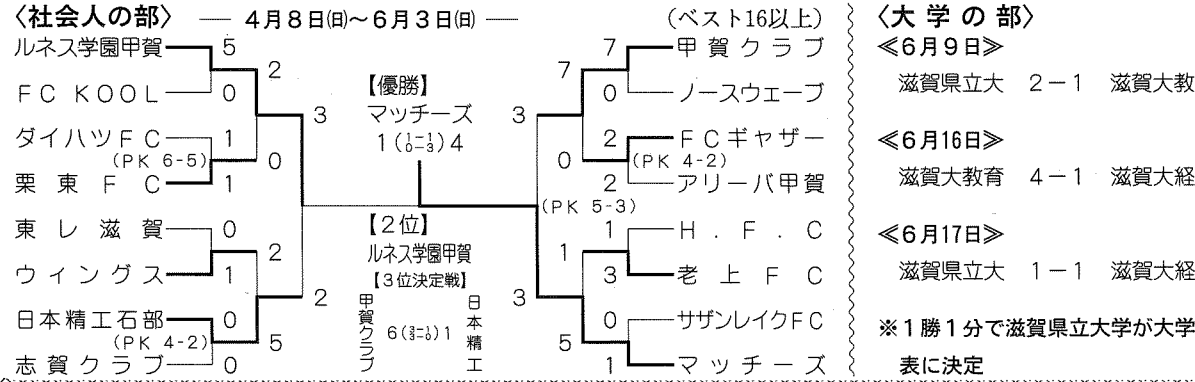 〈社会人の部〉 ― 4月8日(日)～6月3日(日) ― (ベスト16以上)
ルネス学園甲賀 5
2
FC KOOL 0
3
ダイハツFC 1
(PK 6-5) 0
栗東FC 1
東レ滋賀 0
2
ウィングス 1
2
日本精工石部 0
(PK 4-2) 5
志賀クラブ 0
【優勝】
マッチーズ
1(1-1 0-3)4
【2位】
ルネス学園甲賀
【3位決定戦】
甲賀クラブ 6( )1 日本精工
7 甲賀クラブ
7
0 ノースウェーブ
3
2 FCギャザー
0 (PK 4-2)
2 アリーバ甲賀
(PK 5-3)
1 H.F.C
1
3 老上FC
3
0 サザンレイクFC
5
1 マッチーズ
〈大学の部〉
≪6月9日≫
滋賀県立大 2－1 滋賀大教
≪6月16日≫
滋賀大教育 4－1 滋賀大経
≪6月17日≫
滋賀県立大 1－1 滋賀大経
※1勝1分で滋賀県立大学が大学
表に決定